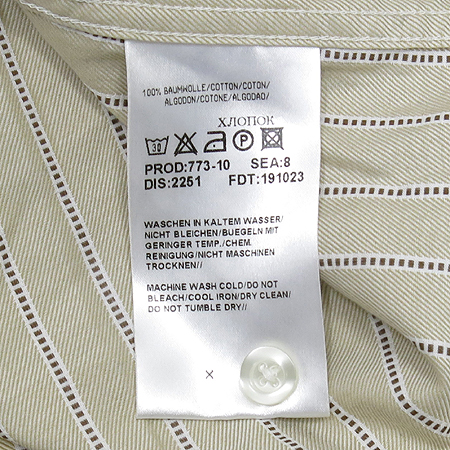 100% BAUMWOLLE/COTTON/COTON/
ALGODON/COTONE/ALGODAO/
ХЛОПОК
30 P
PROD:773-10 SEA:8
DIS:2251 FDT:191023
WASCHEN IN KALTEM WASSER/
NICHT BLEICHEN/BUEGELN MIT
GERINGER TEMP./CHEM.
REINIGUNG/NICHT MASCHINEN
TROCKNEN//
MACHINE WASH COLD/DO NOT
BLEACH/COOL IRON/DRY CLEAN/
DO NOT TUMBLE DRY//